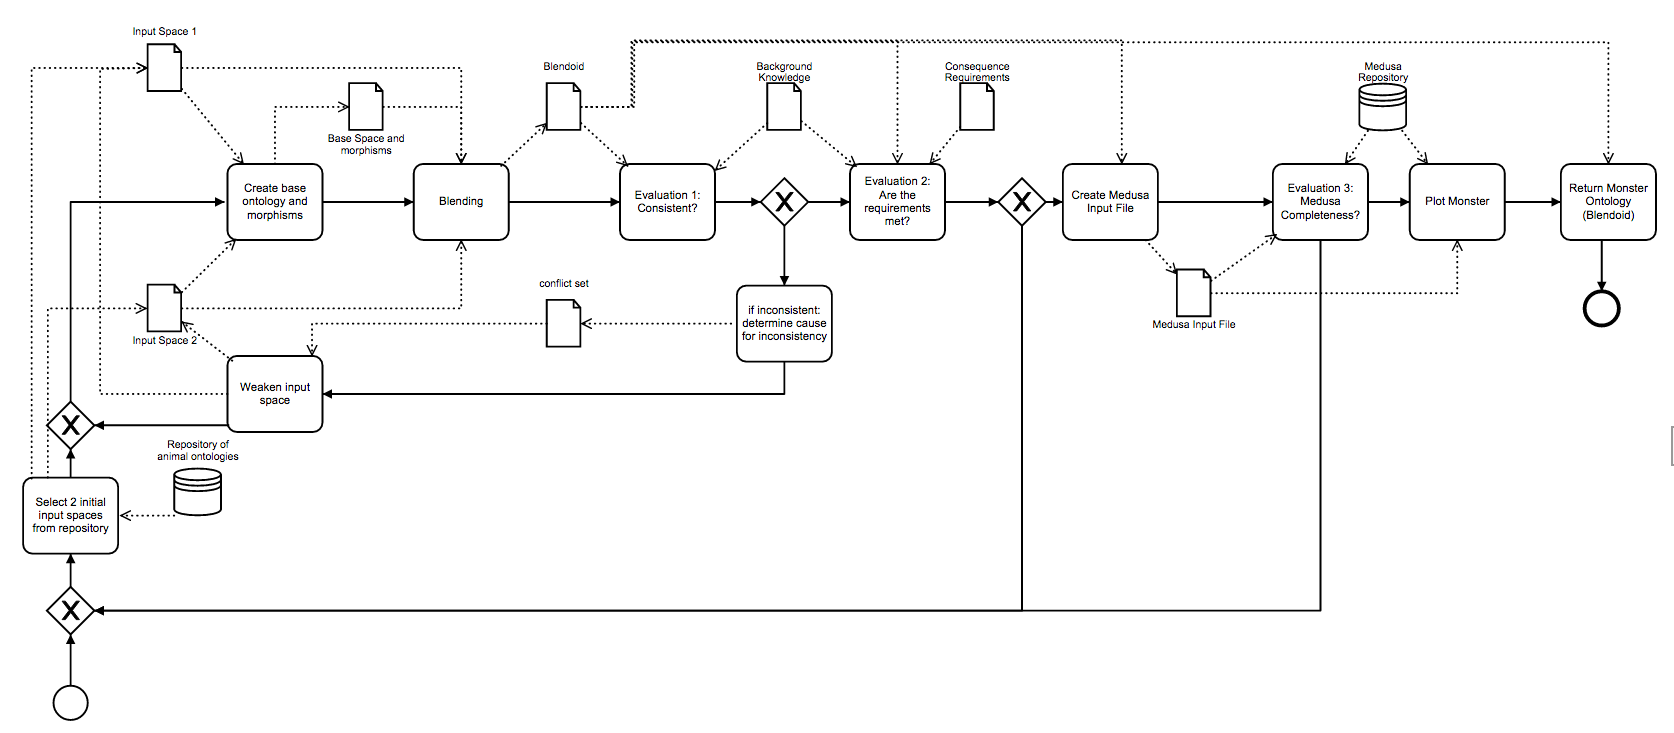 Input Space 1
Blendoid
Background
Knowledge
Consequence
Requirements
Medusa
Repository
Base Space and
morphisms
Create base
ontology and
morphisms
Blending
Evaluation 1:
Consistent?
X
Evaluation 2:
Are the
requirements
met?
X
Create Medusa
Input File
Evaluation 3:
Medusa
Completeness?
Plot Monster
Return Monster
Ontology
(Blendoid)
Input Space 2
conflict set
if inconsistent:
determine cause
for inconsistency
Medusa Input File
Weaken input
space
X
Repository of
animal ontologies
Select 2 initial
input spaces
from repository
X